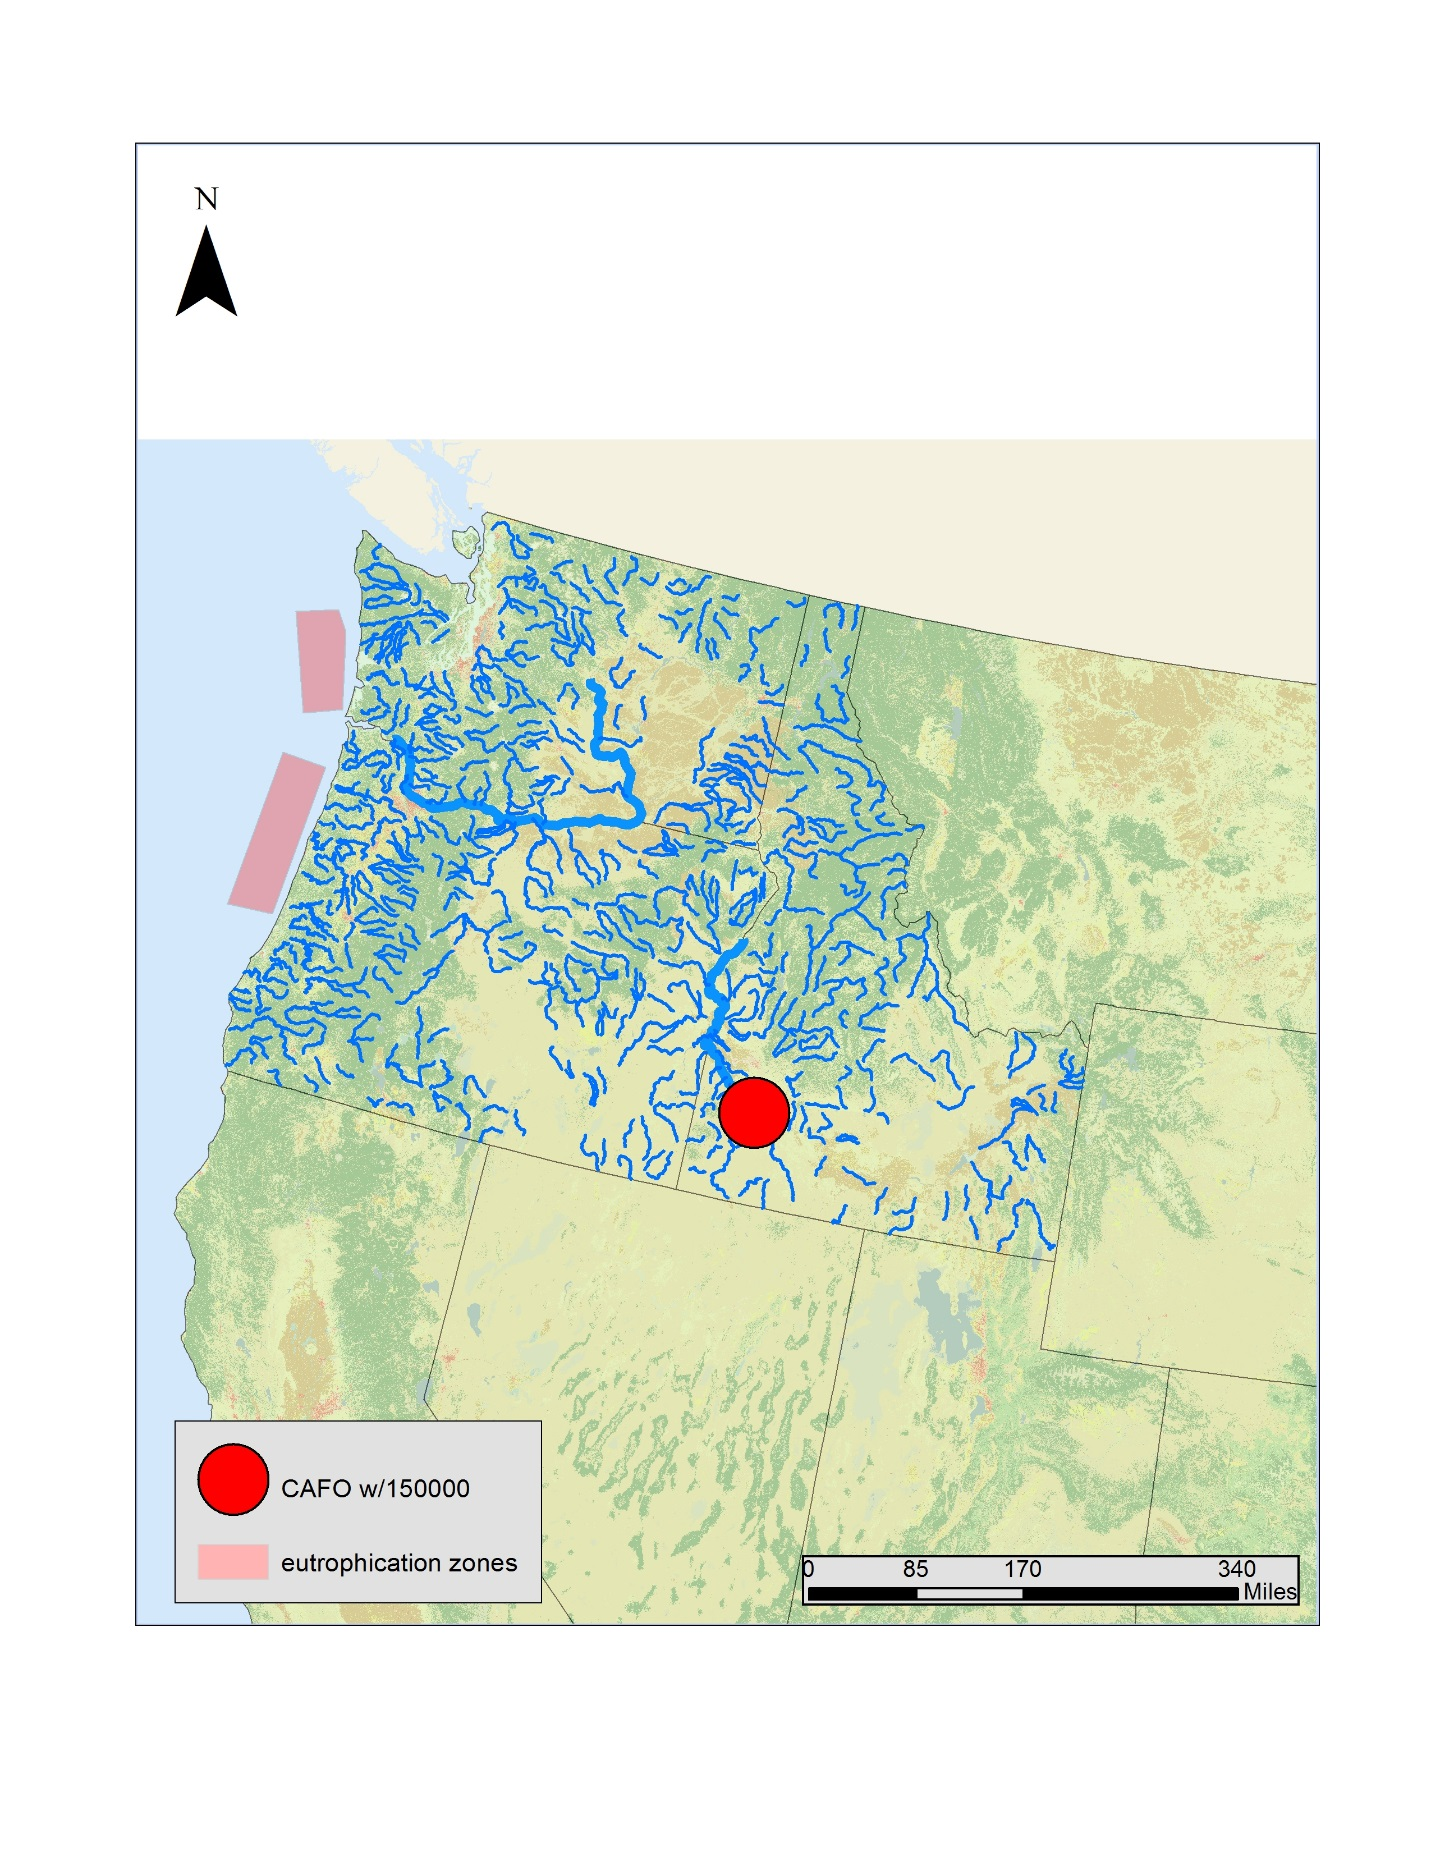 N
CAFO w/150000
eutrophication zones
0 85 170 340
Miles